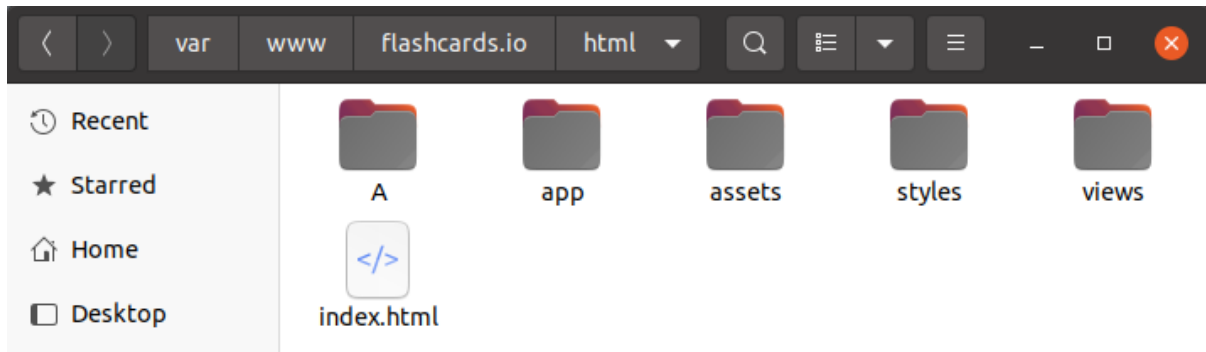 var www flashcards.io html
Recent
Starred
Home
Desktop
A app assets styles views
</>
index.html